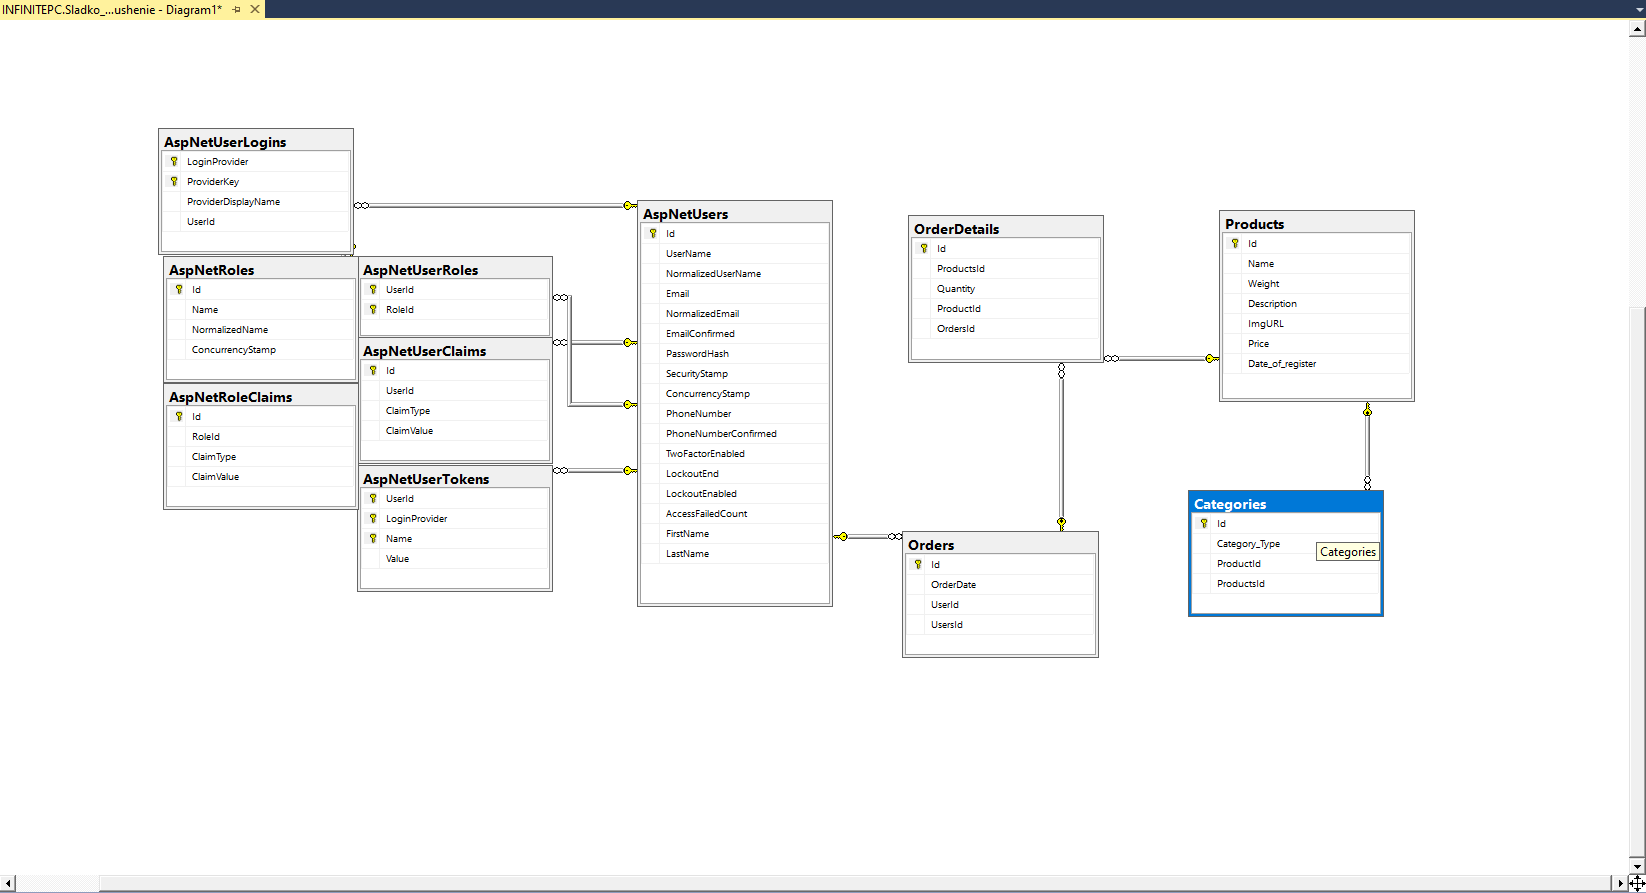 INFINITEPC.Sladko_...ushenie - Diagram1*
AspNetUserLogins
LoginProvider
ProviderKey
ProviderDisplayName
UserId
AspNetRoles
Id
Name
NormalizedName
ConcurrencyStamp
AspNetRoleClaims
Id
RoleId
ClaimType
ClaimValue
AspNetUserRoles
UserId
RoleId
AspNetUserClaims
Id
UserId
ClaimType
ClaimValue
AspNetUserTokens
UserId
LoginProvider
Name
Value
AspNetUsers
Id
UserName
NormalizedUserName
Email
NormalizedEmail
EmailConfirmed
PasswordHash
SecurityStamp
ConcurrencyStamp
PhoneNumber
PhoneNumberConfirmed
TwoFactorEnabled
LockoutEnd
LockoutEnabled
AccessFailedCount
FirstName
LastName
OrderDetails
Id
ProductsId
Quantity
ProductId
OrdersId
Orders
Id
OrderDate
UserId
UsersId
Products
Id
Name
Weight
Description
ImgURL
Price
Date_of_register
Categories
Id
Category_Type
ProductId
ProductsId
Categories